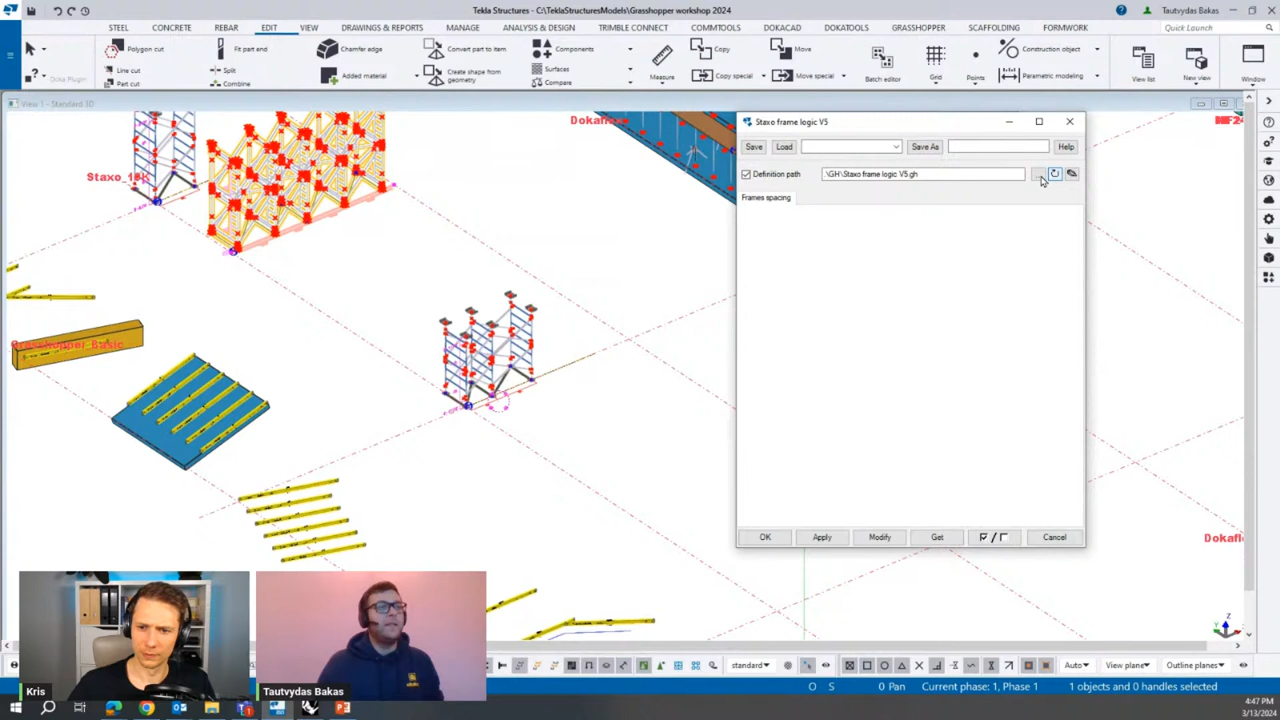 Tekla Structures - C:\TeklaStructuresModels\Grasshopper workshop 2024
Tautvydas Bakas
STEEL CONCRETE REBAR EDIT VIEW DRAWINGS & REPORTS MANAGE ANALYSIS & DESIGN TRIMBLE CONNECT COMMTOOLS DOKACAD DOKATOOLS GRASSHOPPER SCAFFOLDING FORMWORK Quick Launch
Polygon cut Fit part end Chamfer edge Convert part to item Components Copy Move Construction object
Line cut Split Surfaces
Doka Plugin Part cut Combine Added material Create shape from geometry Compare Measure Copy special Move special Batch editor Grid Points Parametric modeling View list New view Window
View 1 - Standard 3D
Dokaflex
Staxo_
Grasshopper_Basic
Dokaf
Staxo frame logic V5
Save Load Save As Help
Definition path .\GH\Staxo frame logic V5.gh
Frames spacing
OK Apply Modify Get / Cancel
Kris
Tautvydas Bakas
standard Auto View plane Outline planes
O S 0 Pan Current phase: 1, Phase 1 1 objects and 0 handles selected
4:47 PM
3/13/2024